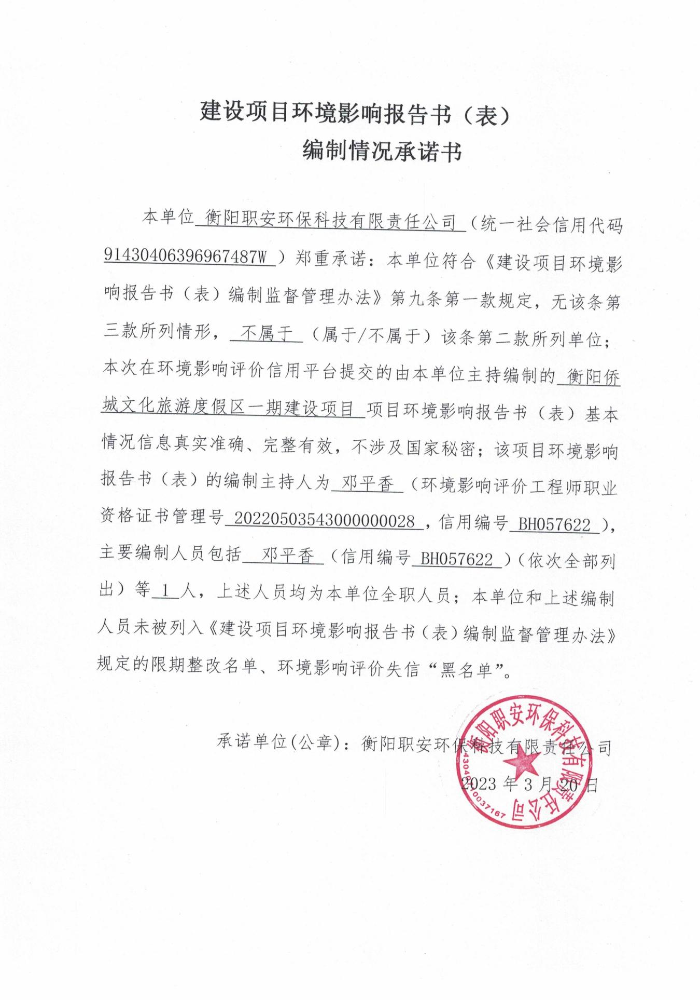 建设项目环境影响报告书（表）
编制情况承诺书
本单位 衡阳职安环保科技有限责任公司 （统一社会信用代码
91430406396967487W ）郑重承诺：本单位符合《建设项目环境影
响报告书（表）编制监督管理办法》第九条第一款规定，无该条第
三款所列情形， 不属于 （属于/不属于）该条第二款所列单位；
本次在环境影响评价信用平台提交的由本单位主持编制的 衡阳侨
城文化旅游度假区一期建设项目 项目环境影响报告书（表）基本
情况信息真实准确、完整有效，不涉及国家秘密；该项目环境影响
报告书（表）的编制主持人为 邓平香 （环境影响评价工程师职业
资格证书管理号 20220503543000000028 ，信用编号 BH057622 ），
主要编制人员包括 邓平香 （信用编号 BH057622 ）（依次全部列
出）等 1 人，上述人员均为本单位全职人员；本单位和上述编制
人员未被列入《建设项目环境影响报告书（表）编制监督管理办法》
规定的限期整改名单、环境影响评价失信“黑名单”。
承诺单位(公章)：衡阳职安环保科技有限责任公司
2023 年 3 月 20 日
衡阳职安环保科技有限责任公司